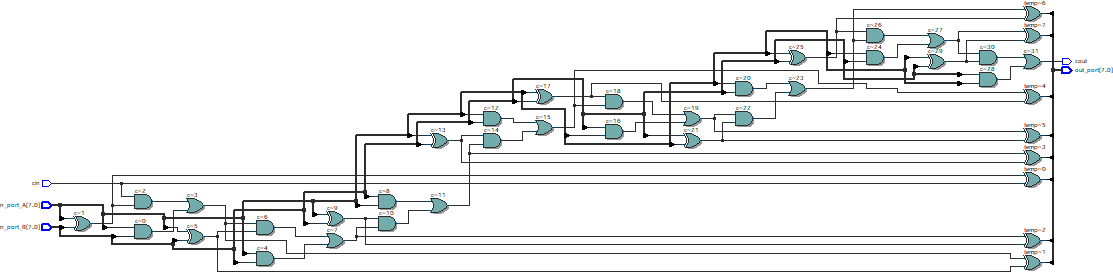 temp~6
c~26
temp~7
c~27
c~25
c~24
c~29
c~30
c~31
cout
out_port[7..0]
c~28
c~20
c~23
temp~4
c~17
c~18
c~12
c~19
c~22
c~15
c~16
temp~5
c~13
c~14
c~21
temp~3
temp~0
cin
c~2
c~3
c~8
c~11
n_port_A[7..0]
c~1
c~6
c~9
c~10
n_port_B[7..0]
c~0
c~5
c~7
temp~2
c~4
temp~1